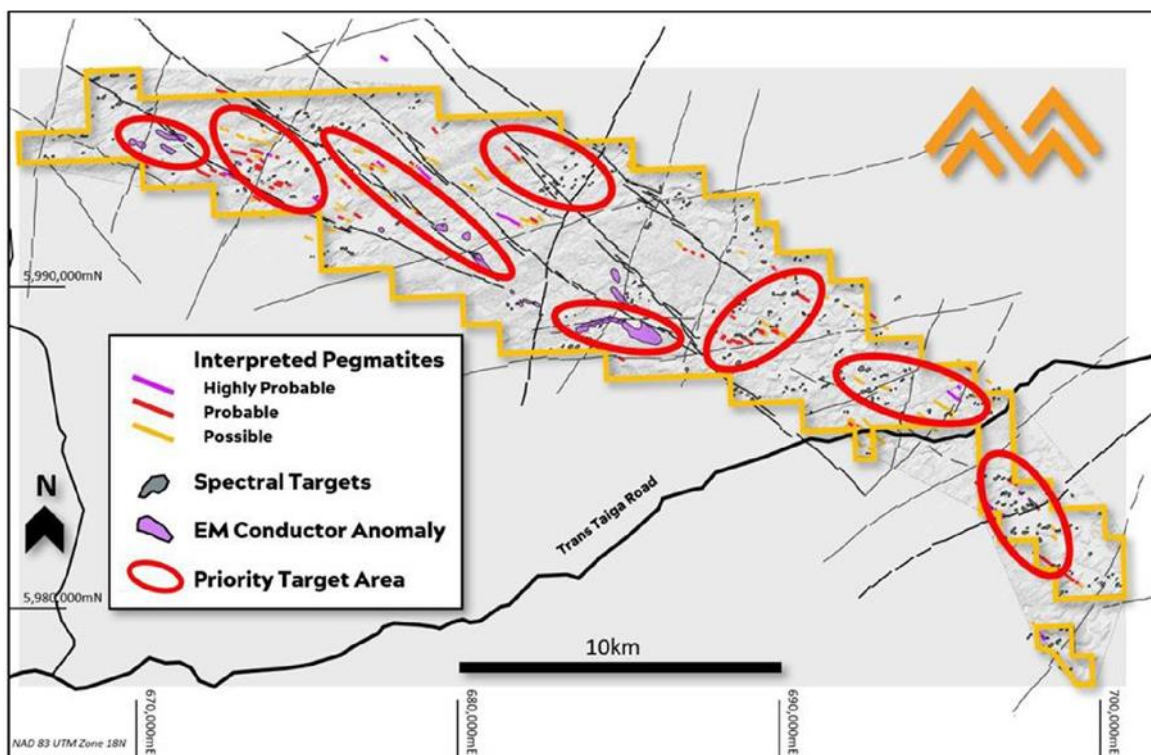 5,990,000mN
Interpreted Pegmatites
Highly Probable
Probable
Possible
Spectral Targets
EM Conductor Anomaly
Priority Target Area
N
Trans Taiga Road
5,980,000mN
10km
670,000mE
680,000mE
690,000mE
700,000mE
NAD 83 UTM Zone 18N